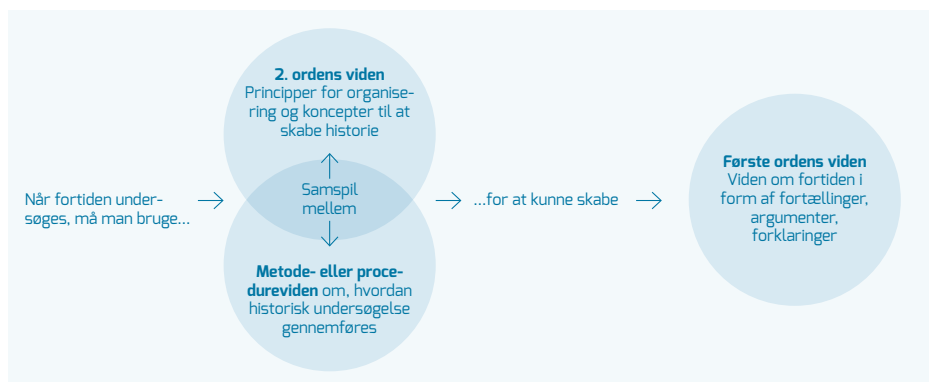 Når fortiden under-
søges, må man bruge...
2. ordens viden
Principper for organise-
ring og koncepter til at
skabe historie
Samspil
mellem
Metode- eller proce-
dureviden om, hvordan
historisk undersøgelse
gennemføres
...for at kunne skabe
Første ordens viden
Viden om fortiden i
form af fortællinger,
argumenter,
forklaringer